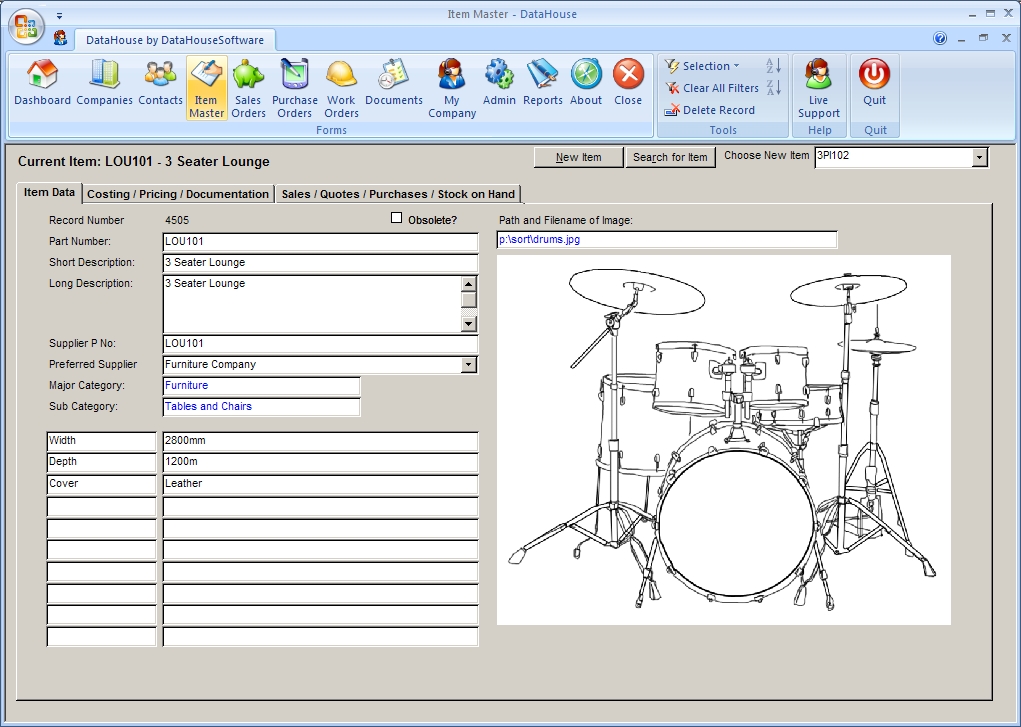 Item Master - DataHouse
DataHouse by DataHouseSoftware
Dashboard Companies Contacts Item Master Sales Orders Purchase Orders Work Orders Documents My Company Admin Reports About Close
Forms
Selection
Clear All Filters
Delete Record
Tools
Live Support
Help
Quit
Quit
Current Item: LOU101 - 3 Seater Lounge
New Item Search for Item Choose New Item 3PI102
Item Data Costing / Pricing / Documentation Sales / Quotes / Purchases / Stock on Hand
Record Number 4505 Obsolete?
Part Number: LOU101
Short Description: 3 Seater Lounge
Long Description: 3 Seater Lounge
Supplier P No: LOU101
Preferred Supplier Furniture Company
Major Category: Furniture
Sub Category: Tables and Chairs
Width 2800mm
Depth 1200m
Cover Leather
Path and Filename of Image:
p:\sort\drums.jpg